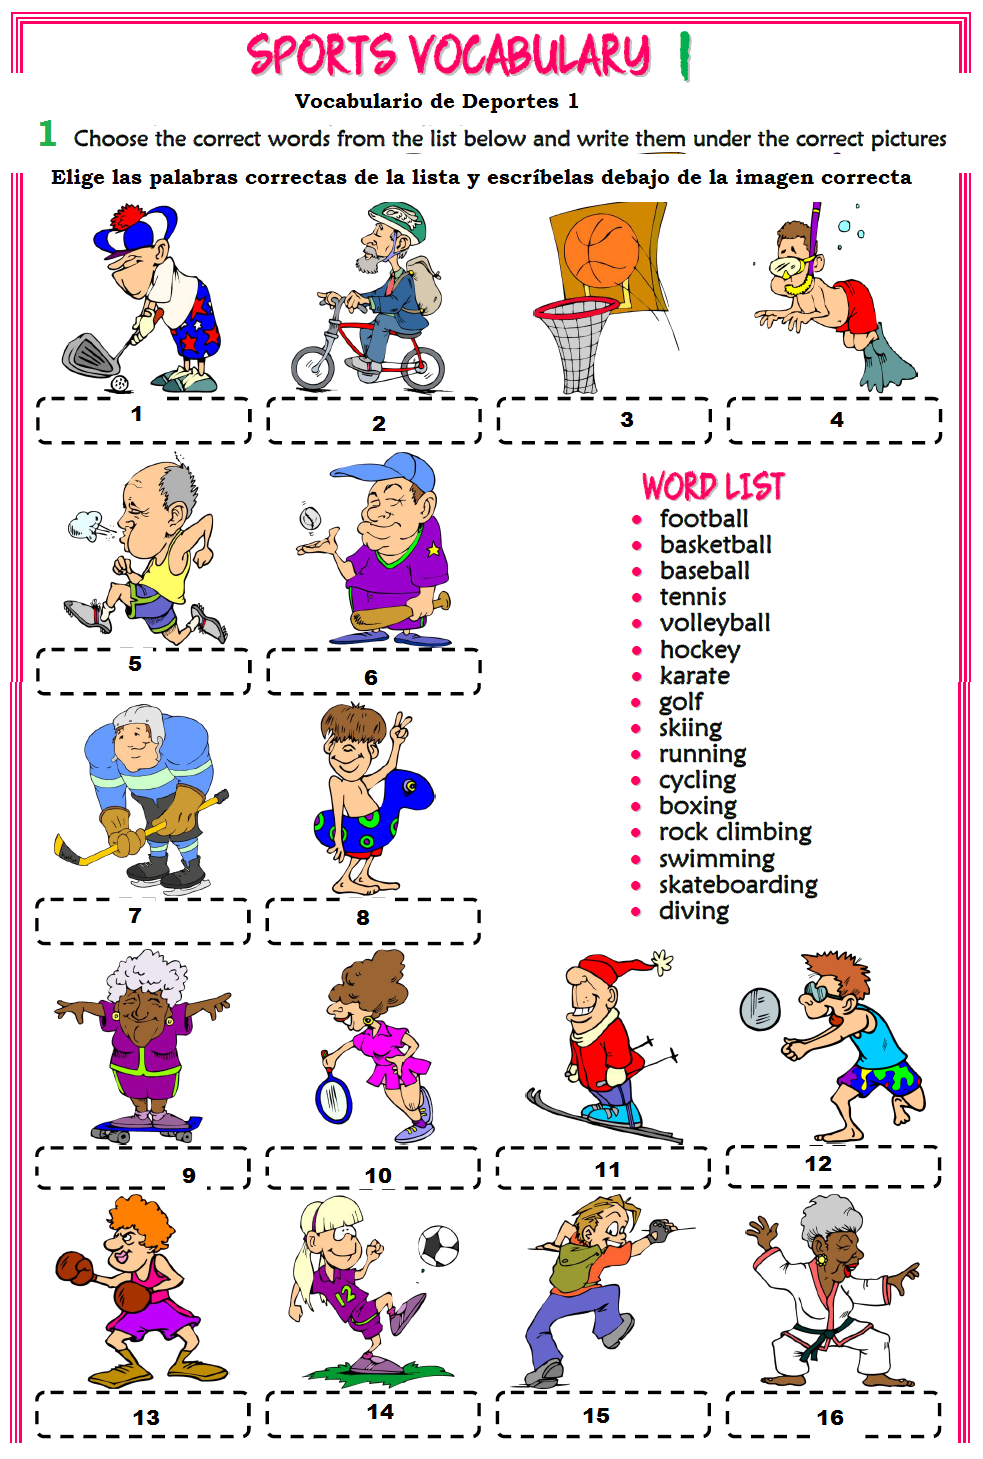 SPORTS VOCABULARY 1
Vocabulario de Deportes 1
1 Choose the correct words from the list below and write them under the correct pictures
Elige las palabras correctas de la lista y escríbelas debajo de la imagen correcta
1
2
3
4
5
6
WORD LIST
• football
• basketball
• baseball
• tennis
• volleyball
• hockey
• karate
• golf
• skiing
• running
• cycling
• boxing
• rock climbing
• swimming
• skateboarding
• diving
7
8
9
10
11
12
12
13
14
15
16